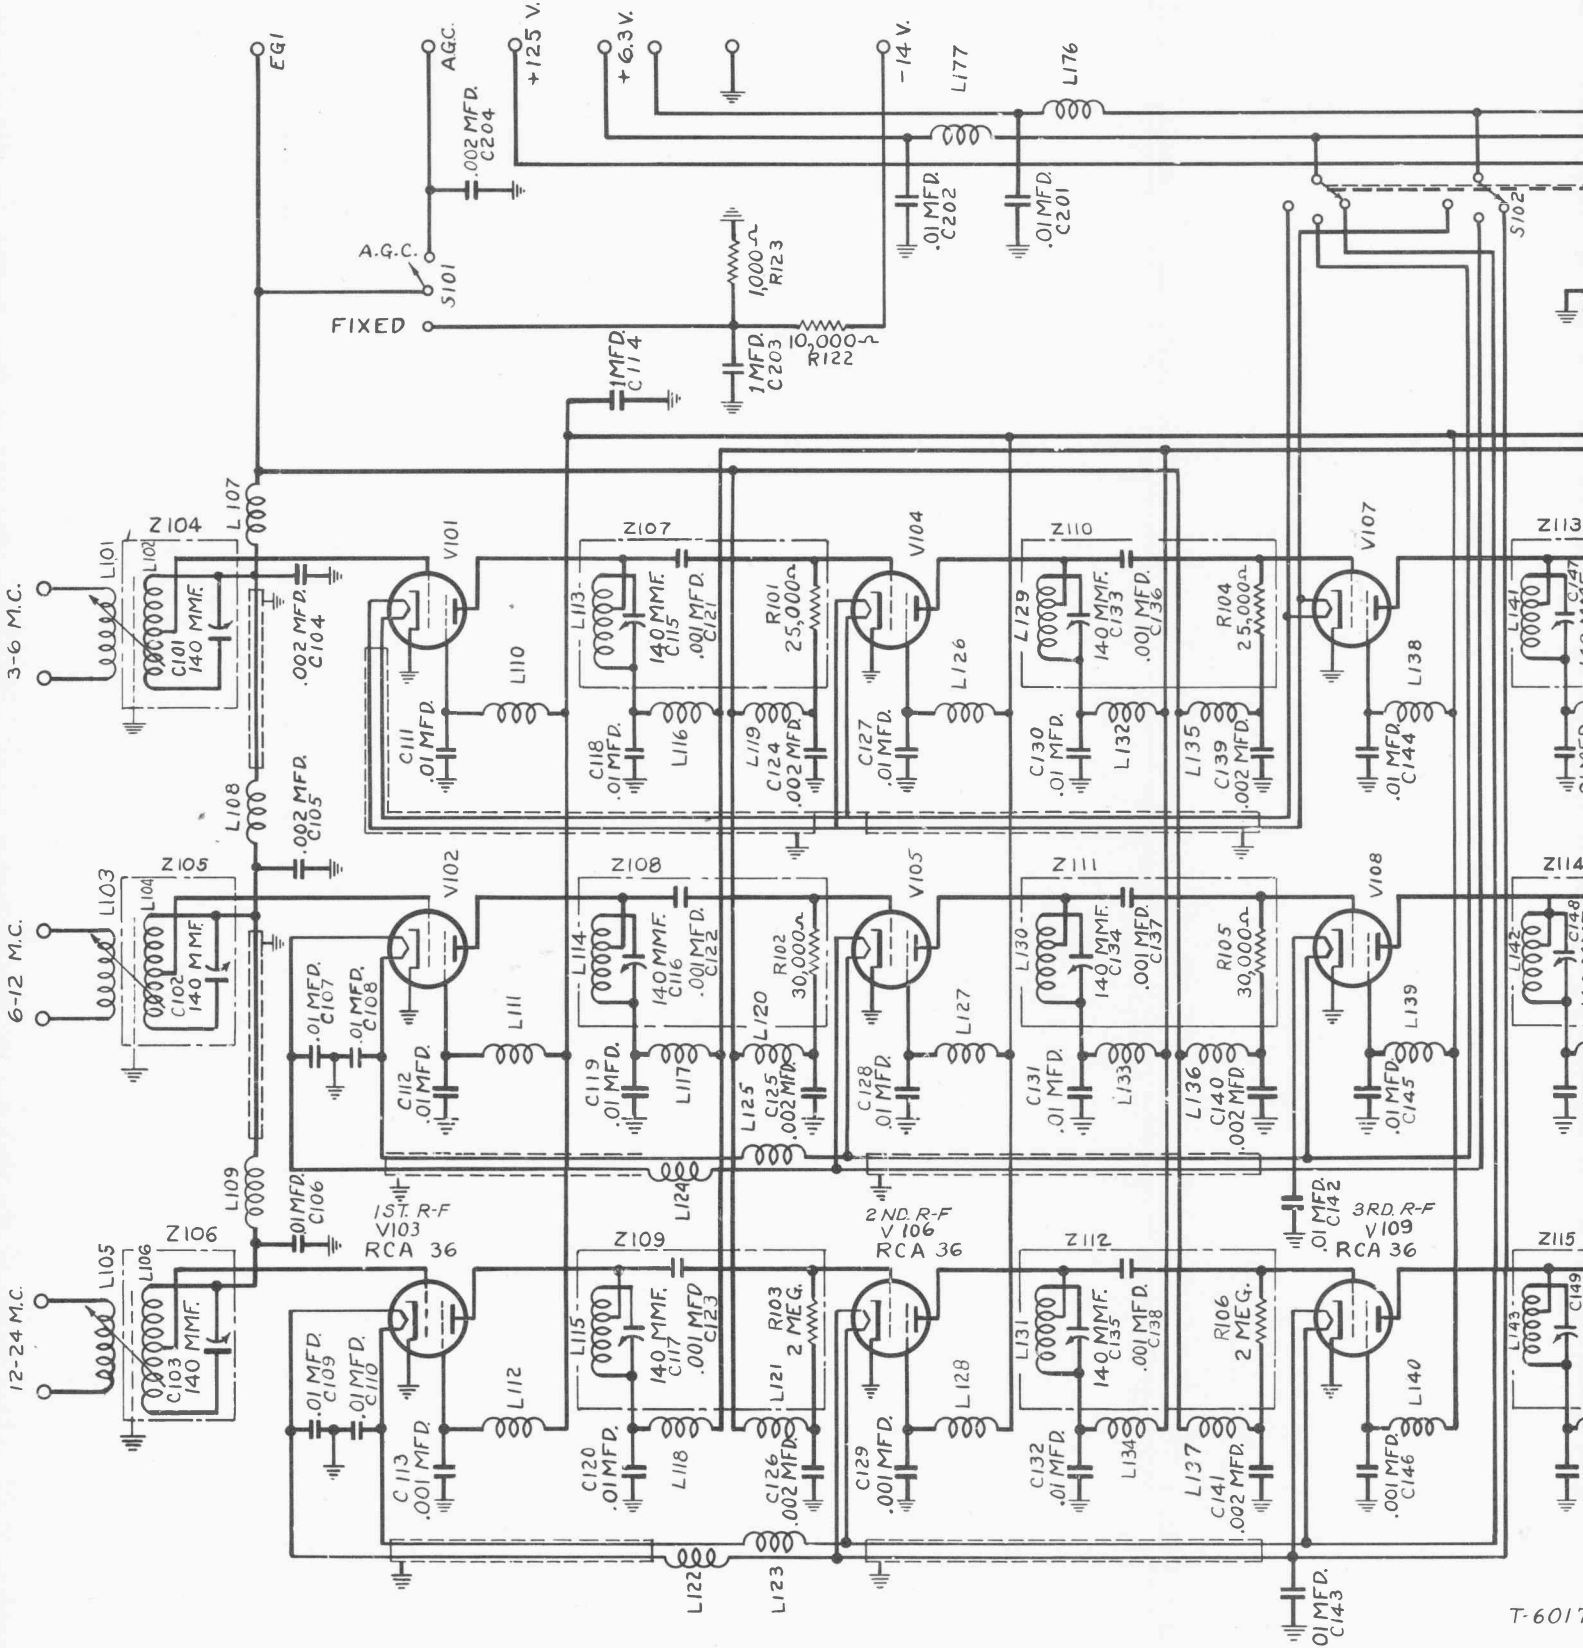 EG1
A.G.C.
+125 V.
+6.3 V.
-14 V.
L177
L176
.002 MFD.
C204
.01 MFD.
C202
.01 MFD.
C201
S102
A.G.C.
S101
FIXED
1,000Ω
R123
10,000Ω
R122
1 MFD.
C203
1 MFD.
C114
3-6 M.C.
L101
Z104
L102
C101
140 MMF.
L107
.002 MFD.
C104
V101
C111
.01 MFD.
L110
Z107
L113
140 MMF.
C115
.001 MFD.
C121
R101
25,000Ω
C118
.01 MFD.
L116
L119
C124
.002 MFD.
V104
C127
.01 MFD.
L126
Z110
L129
140 MMF.
C133
.001 MFD.
C136
R104
25,000Ω
C130
.01 MFD.
L132
L135
C139
.002 MFD.
V107
L138
.01 MFD.
C144
Z113
L141
C147
L108
.002 MFD.
C105
6-12 M.C.
L103
Z105
L104
C102
140 MMF.
.01 MFD.
C107
.01 MFD.
C108
V102
C112
.01 MFD.
L111
Z108
L114
140 MMF.
C116
.001 MFD.
C122
R102
30,000Ω
C119
.01 MFD.
L117
L120
L125
C125
.002 MFD.
L124
V105
C128
.01 MFD.
L127
Z111
L130
140 MMF.
C134
.001 MFD.
C137
R105
30,000Ω
C131
.01 MFD.
L133
L136
C140
.002 MFD.
V108
L139
.01 MFD.
C145
Z114
L142
C148
L109
.01 MFD.
C106
.01 MFD.
C142
12-24 M.C.
L105
Z106
L106
C103
140 MMF.
.01 MFD.
C109
.01 MFD.
C110
1ST. R-F
V103
RCA 36
C113
.001 MFD.
L112
Z109
L115
140 MMF.
C117
.001 MFD
C123
R103
2 MEG.
C120
.01 MFD.
L118
L121
C126
.002 MFD.
2ND. R-F
V106
RCA 36
C129
.001 MFD.
L128
Z112
L131
140 MMF.
C135
.001 MFD.
C138
R106
2 MEG.
C132
.01 MFD.
L134
L137
C141
.002 MFD.
3RD. R-F
V109
RCA 36
L140
.001 MFD.
C146
Z115
L143
C149
L122
L123
.01 MFD.
C143
T-6017